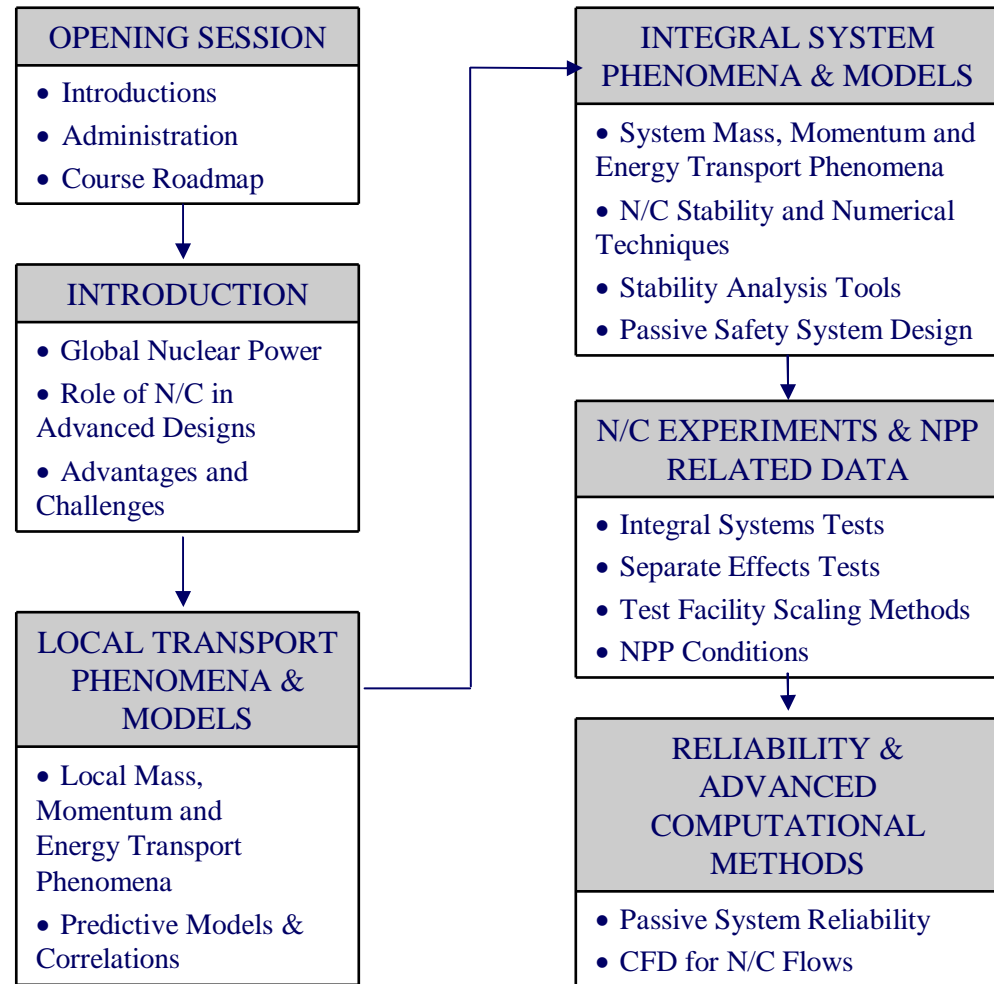 OPENING SESSION
• Introductions
• Administration
• Course Roadmap
INTRODUCTION
• Global Nuclear Power
• Role of N/C in
Advanced Designs
• Advantages and
Challenges
LOCAL TRANSPORT
PHENOMENA &
MODELS
• Local Mass,
Momentum and
Energy Transport
Phenomena
• Predictive Models &
Correlations
INTEGRAL SYSTEM
PHENOMENA & MODELS
• System Mass, Momentum and
Energy Transport Phenomena
• N/C Stability and Numerical
Techniques
• Stability Analysis Tools
• Passive Safety System Design
N/C EXPERIMENTS & NPP
RELATED DATA
• Integral Systems Tests
• Separate Effects Tests
• Test Facility Scaling Methods
• NPP Conditions
RELIABILITY &
ADVANCED
COMPUTATIONAL
METHODS
• Passive System Reliability
• CFD for N/C Flows